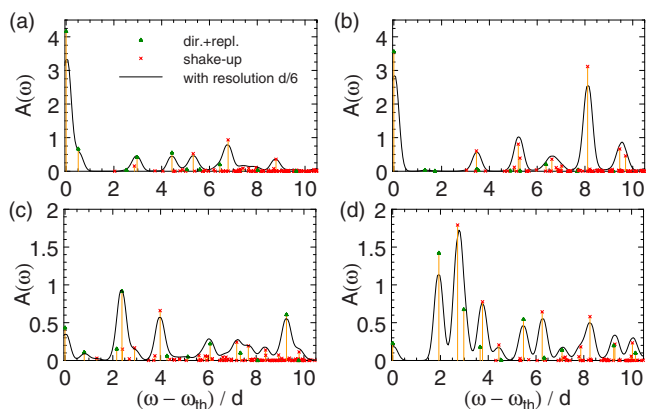 (a)
(b)
4
3
2
1
0
A(ω)
dir.+repl.
shake-up
with resolution d/6
0 2 4 6 8 10
4
3
2
1
0
A(ω)
0 2 4 6 8 10
(c)
(d)
2
1.5
1
0.5
0
A(ω)
0 2 4 6 8 10
(ω − ωth) / d
2
1.5
1
0.5
0
A(ω)
0 2 4 6 8 10
(ω − ωth) / d